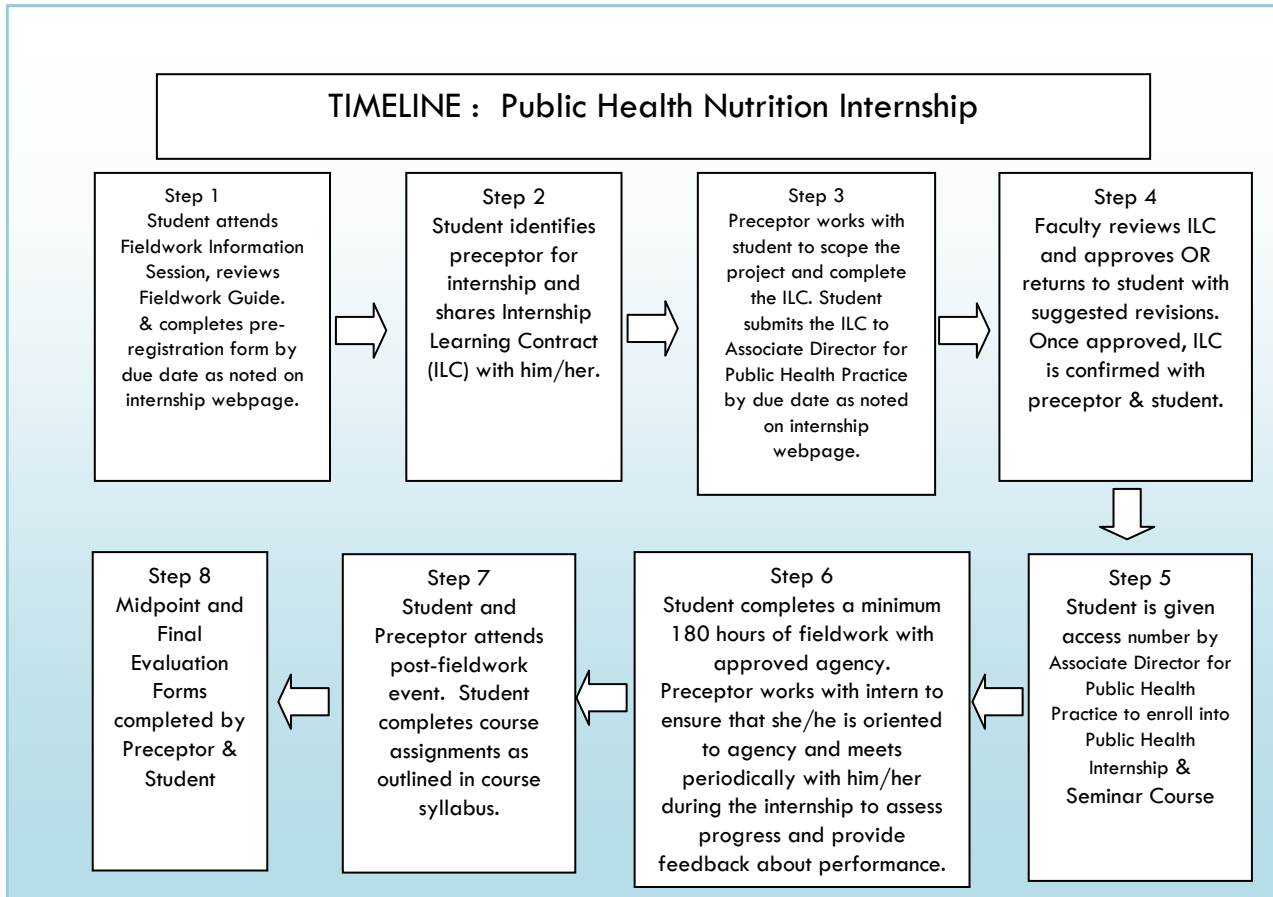 TIMELINE : Public Health Nutrition Internship
Step 1
Student attends
Fieldwork Information
Session, reviews
Fieldwork Guide.
& completes pre-
registration form by
due date as noted on
internship webpage.
Step 2
Student identifies
preceptor for
internship and
shares Internship
Learning Contract
(ILC) with him/her.
Step 3
Preceptor works with
student to scope the
project and complete
the ILC. Student
submits the ILC to
Associate Director for
Public Health Practice
by due date as noted
on internship
webpage.
Step 4
Faculty reviews ILC
and approves OR
returns to student with
suggested revisions.
Once approved, ILC
is confirmed with
preceptor & student.
Step 5
Student is given
access number by
Associate Director for
Public Health
Practice to enroll into
Public Health
Internship &
Seminar Course
Step 6
Student completes a minimum
180 hours of fieldwork with
approved agency.
Preceptor works with intern to
ensure that she/he is oriented
to agency and meets
periodically with him/her
during the internship to assess
progress and provide
feedback about performance.
Step 7
Student and
Preceptor attends
post-fieldwork
event.  Student
completes course
assignments as
outlined in course
syllabus.
Step 8
Midpoint and
Final
Evaluation
Forms
completed by
Preceptor &
Student